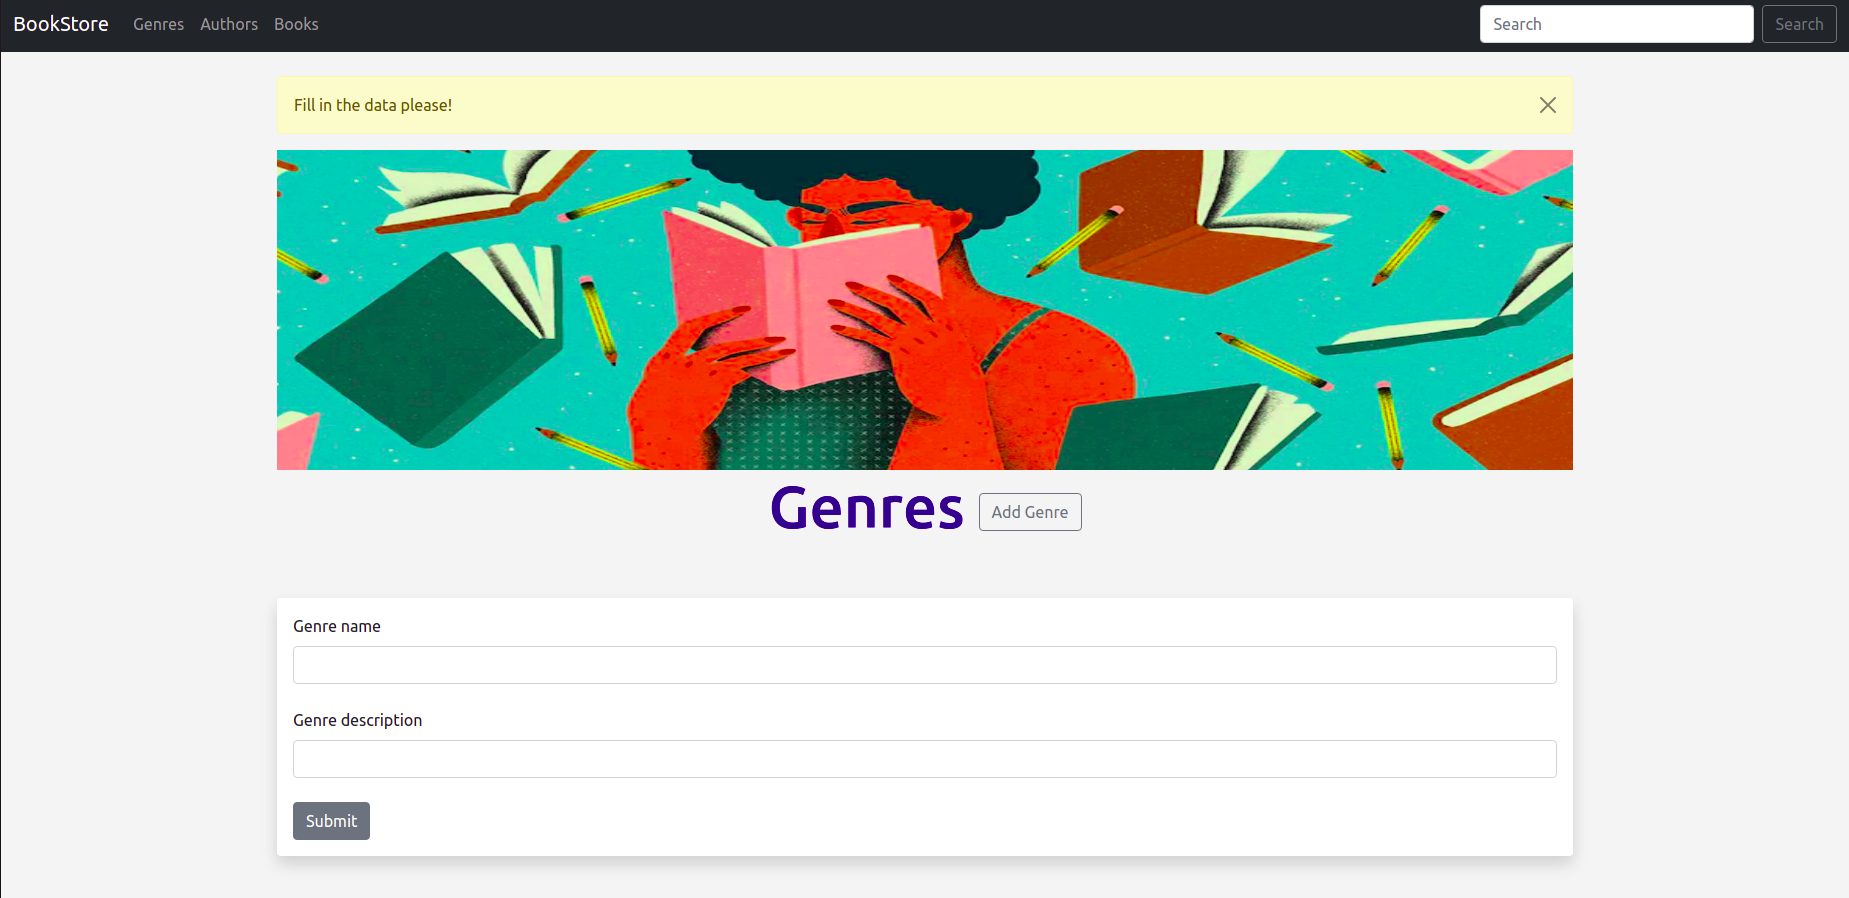 BookStore Genres Authors Books Search Search
Fill in the data please!
Genres Add Genre
Genre name
Genre description
Submit